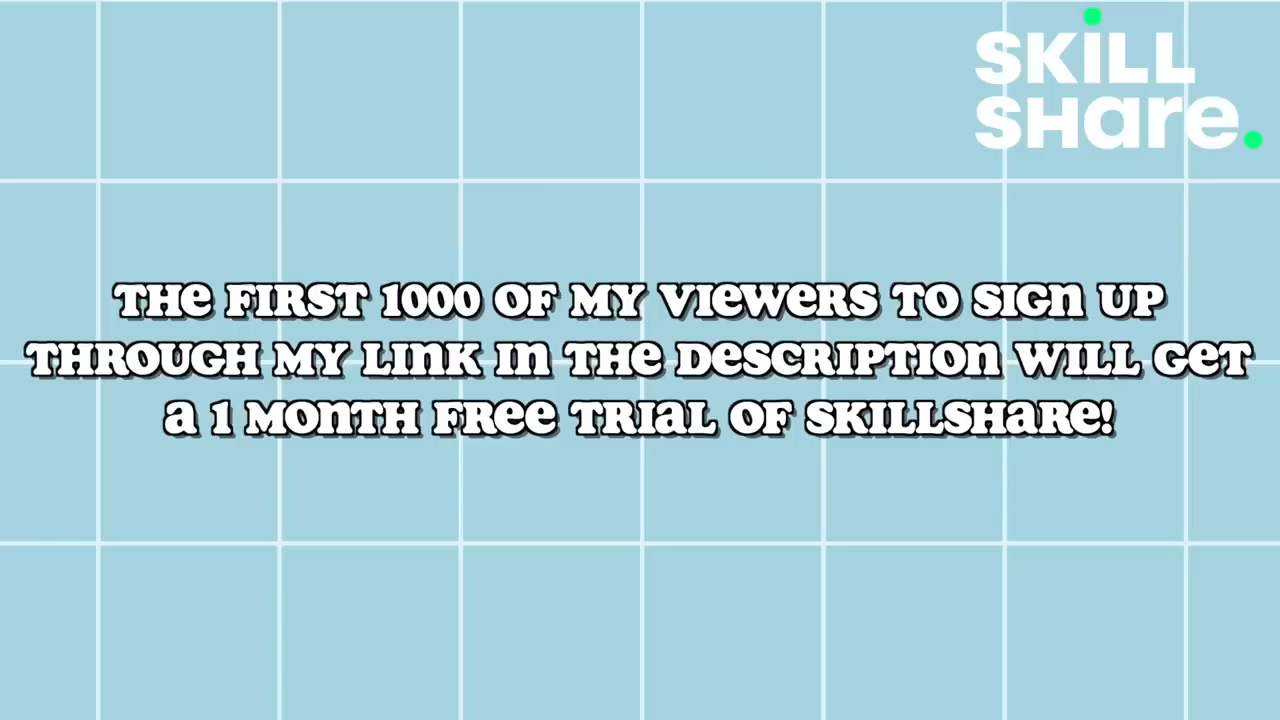 SKILL
SHare.
THe FIRST 1000 OF MY VIeWeRS TO SIGn UP
THROUGH MY LInK In THe DeSCRIPTIOn WILL GeT
a 1 MOnTH FRee TRIaL OF SKILLSHaRe!